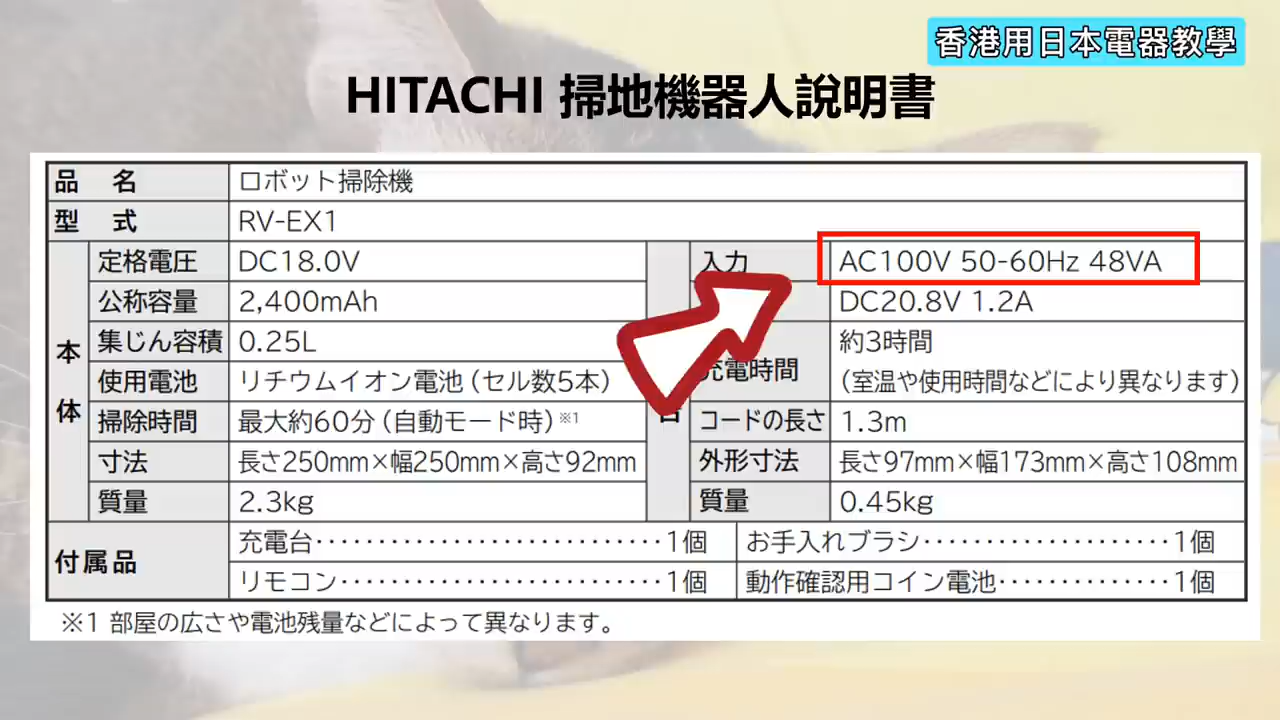 香港用日本電器教學
HITACHI 掃地機器人說明書
品 名 ロボット掃除機
型 式 RV-EX1
本体
定格電圧 DC18.0V
公称容量 2,400mAh
集じん容積 0.25L
使用電池 リチウムイオン電池(セル数5本)
掃除時間 最大約60分(自動モード時)※1
寸法 長さ250mm×幅250mm×高さ92mm
質量 2.3kg
入力 AC100V 50-60Hz 48VA
DC20.8V 1.2A
充電時間 約3時間
(室温や使用時間などにより異なります)
コードの長さ 1.3m
外形寸法 長さ97mm×幅173mm×高さ108mm
質量 0.45kg
付属品
充電台‥‥‥‥‥‥‥‥‥‥‥‥‥‥1個 お手入れブラシ‥‥‥‥‥‥‥‥‥‥1個
リモコン‥‥‥‥‥‥‥‥‥‥‥‥‥1個 動作確認用コイン電池‥‥‥‥‥‥‥1個
※1 部屋の広さや電池残量などによって異なります。